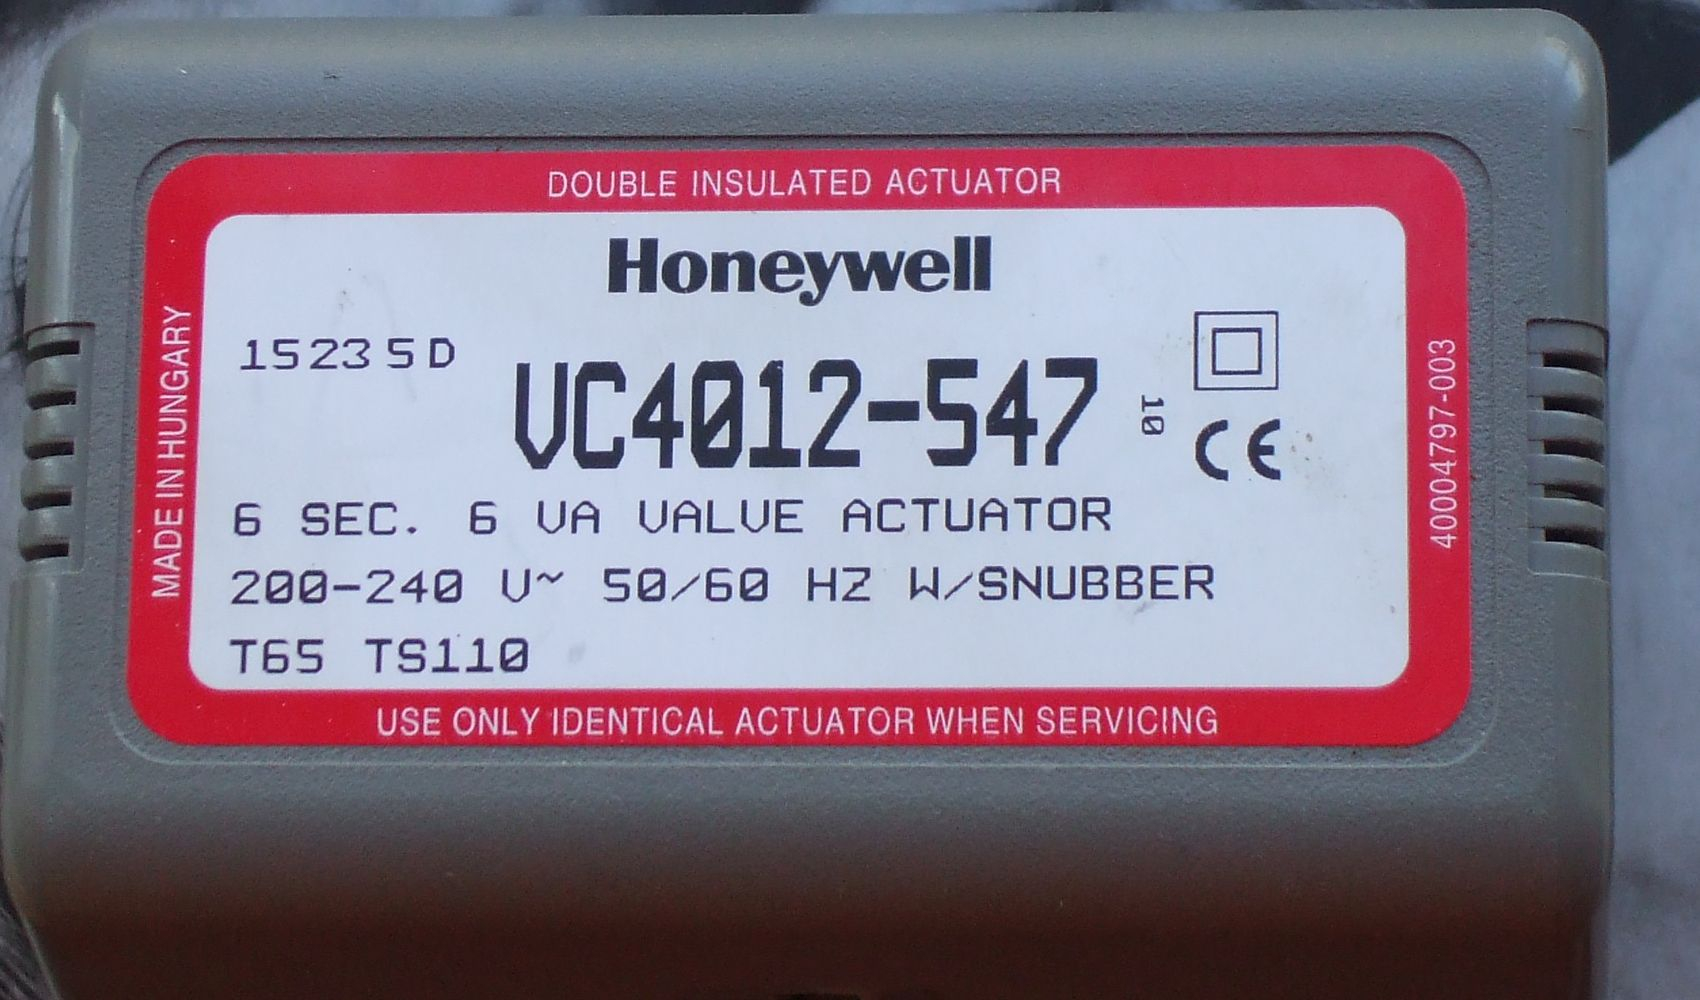 DOUBLE INSULATED ACTUATOR
Honeywell
15235D
VC4012-547
10
CE
6 SEC. 6 VA VALVE ACTUATOR
200-240 V~ 50/60 HZ W/SNUBBER
T65 TS110
USE ONLY IDENTICAL ACTUATOR WHEN SERVICING
MADE IN HUNGARY
40004797-003